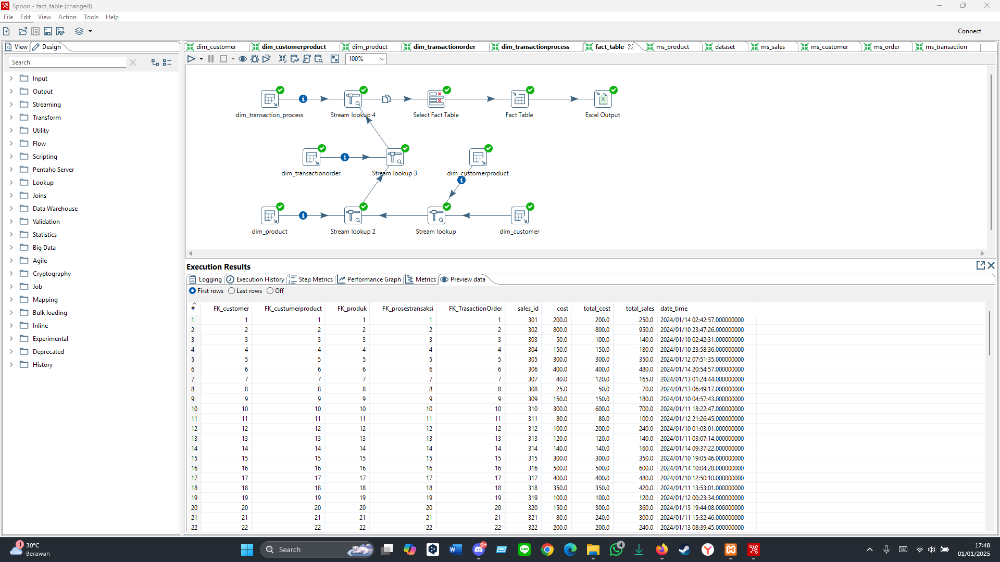 Spoon - fact_table (changed)
File Edit View Action Tools Help
Connect
View Design
dim_customer dim_customerproduct dim_product dim_transactionorder dim_transactionprocess fact_table ms_product dataset ms_sales ms_customer ms_order ms_transaction
Search
100%
Input
Output
Streaming
Transform
Utility
Flow
Scripting
Pentaho Server
Lookup
Joins
Data Warehouse
Validation
Statistics
Big Data
Agile
Cryptography
Job
Mapping
Bulk loading
Inline
Experimental
Deprecated
History
dim_transaction_process Stream lookup 4 Select Fact Table Fact Table Excel Output
dim_transactionorder Stream lookup 3 dim_customerproduct
dim_product Stream lookup 2 Stream lookup dim_customer
Execution Results
Logging Execution History Step Metrics Performance Graph Metrics Preview data
First rows Last rows Off
# FK_customer FK_custumerproduct FK_produk FK_prosestransaksi FK_TrasactionOrder sales_id cost total_cost total_sales date_time
1 1 1 1 1 1 301 200.0 200.0 250.0 2024/01/14 02:42:57.000000000
2 2 2 2 2 2 302 800.0 800.0 950.0 2024/01/10 23:47:26.000000000
3 3 3 3 3 3 303 50.0 100.0 140.0 2024/01/10 02:42:31.000000000
4 4 4 4 4 4 304 150.0 150.0 180.0 2024/01/10 23:58:36.000000000
5 5 5 5 5 5 305 300.0 300.0 350.0 2024/01/12 07:51:35.000000000
6 6 6 6 6 6 306 400.0 400.0 480.0 2024/01/14 20:54:57.000000000
7 7 7 7 7 7 307 40.0 120.0 165.0 2024/01/13 01:24:44.000000000
8 8 8 8 8 8 308 25.0 50.0 70.0 2024/01/13 06:49:17.000000000
9 9 9 9 9 9 309 150.0 150.0 180.0 2024/01/10 04:57:43.000000000
10 10 10 10 10 10 310 300.0 600.0 700.0 2024/01/11 18:22:47.000000000
11 11 11 11 11 11 311 80.0 80.0 100.0 2024/01/12 21:26:45.000000000
12 12 12 12 12 12 312 100.0 200.0 240.0 2024/01/10 01:03:01.000000000
13 13 13 13 13 13 313 120.0 120.0 140.0 2024/01/11 03:07:14.000000000
14 14 14 14 14 14 314 140.0 140.0 160.0 2024/01/14 09:37:22.000000000
15 15 15 15 15 15 315 300.0 300.0 350.0 2024/01/10 19:05:46.000000000
16 16 16 16 16 16 316 500.0 500.0 600.0 2024/01/14 10:04:28.000000000
17 17 17 17 17 17 317 400.0 400.0 480.0 2024/01/10 12:50:10.000000000
18 18 18 18 18 18 318 350.0 350.0 420.0 2024/01/11 13:53:01.000000000
19 19 19 19 19 19 319 100.0 100.0 120.0 2024/01/12 00:23:34.000000000
20 20 20 20 20 20 320 150.0 300.0 360.0 2024/01/13 19:44:08.000000000
21 21 21 21 21 21 321 80.0 240.0 300.0 2024/01/11 15:32:46.000000000
22 22 22 22 22 22 322 200.0 200.0 240.0 2024/01/13 08:39:45.000000000
1 30°C
Berawan
Search
9+
LINE
4
17:48
01/01/2025